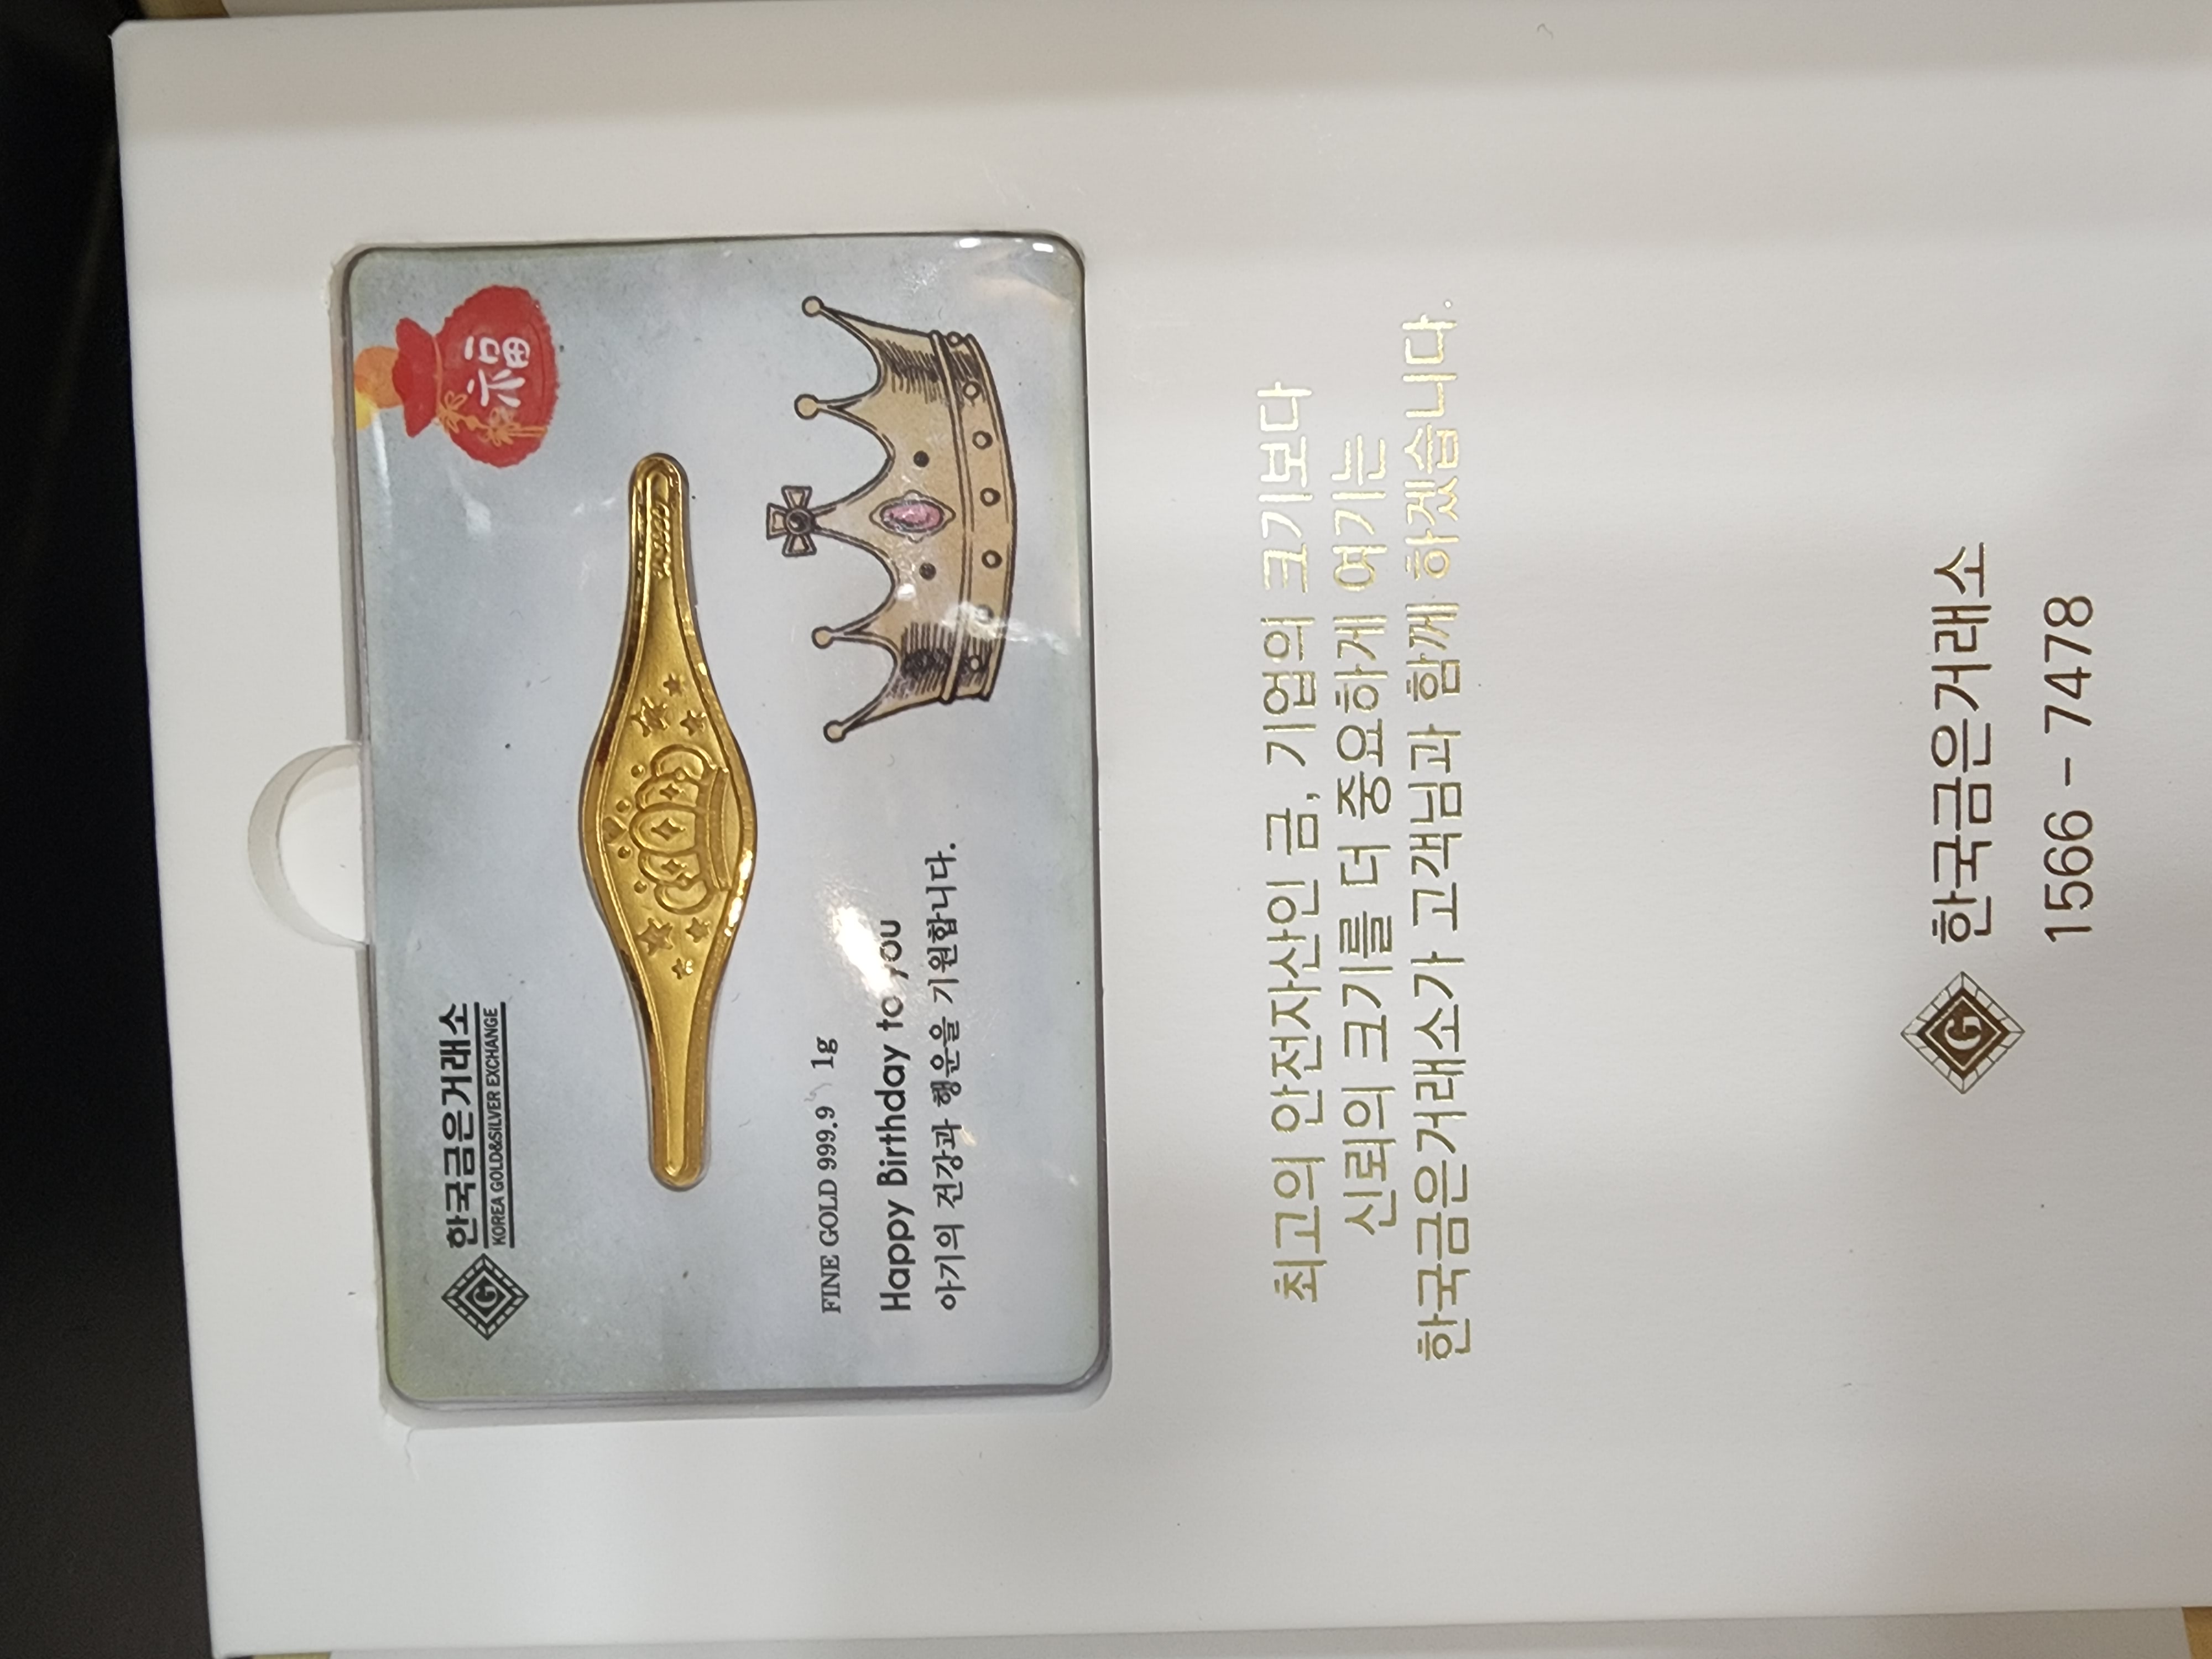 한국금은거래소
KOREA GOLD&SILVER EXCHANGE
G
福
FINE GOLD 999.9 1g
Happy Birthday to you
아기의 건강과 행운을 기원합니다.
최고의 안전자산인 금, 기업의 크기보다
신뢰의 크기를 더 중요하게 여기는
한국금은거래소가 고객님과 함께 하겠습니다.
G 한국금은거래소
1566 - 7478